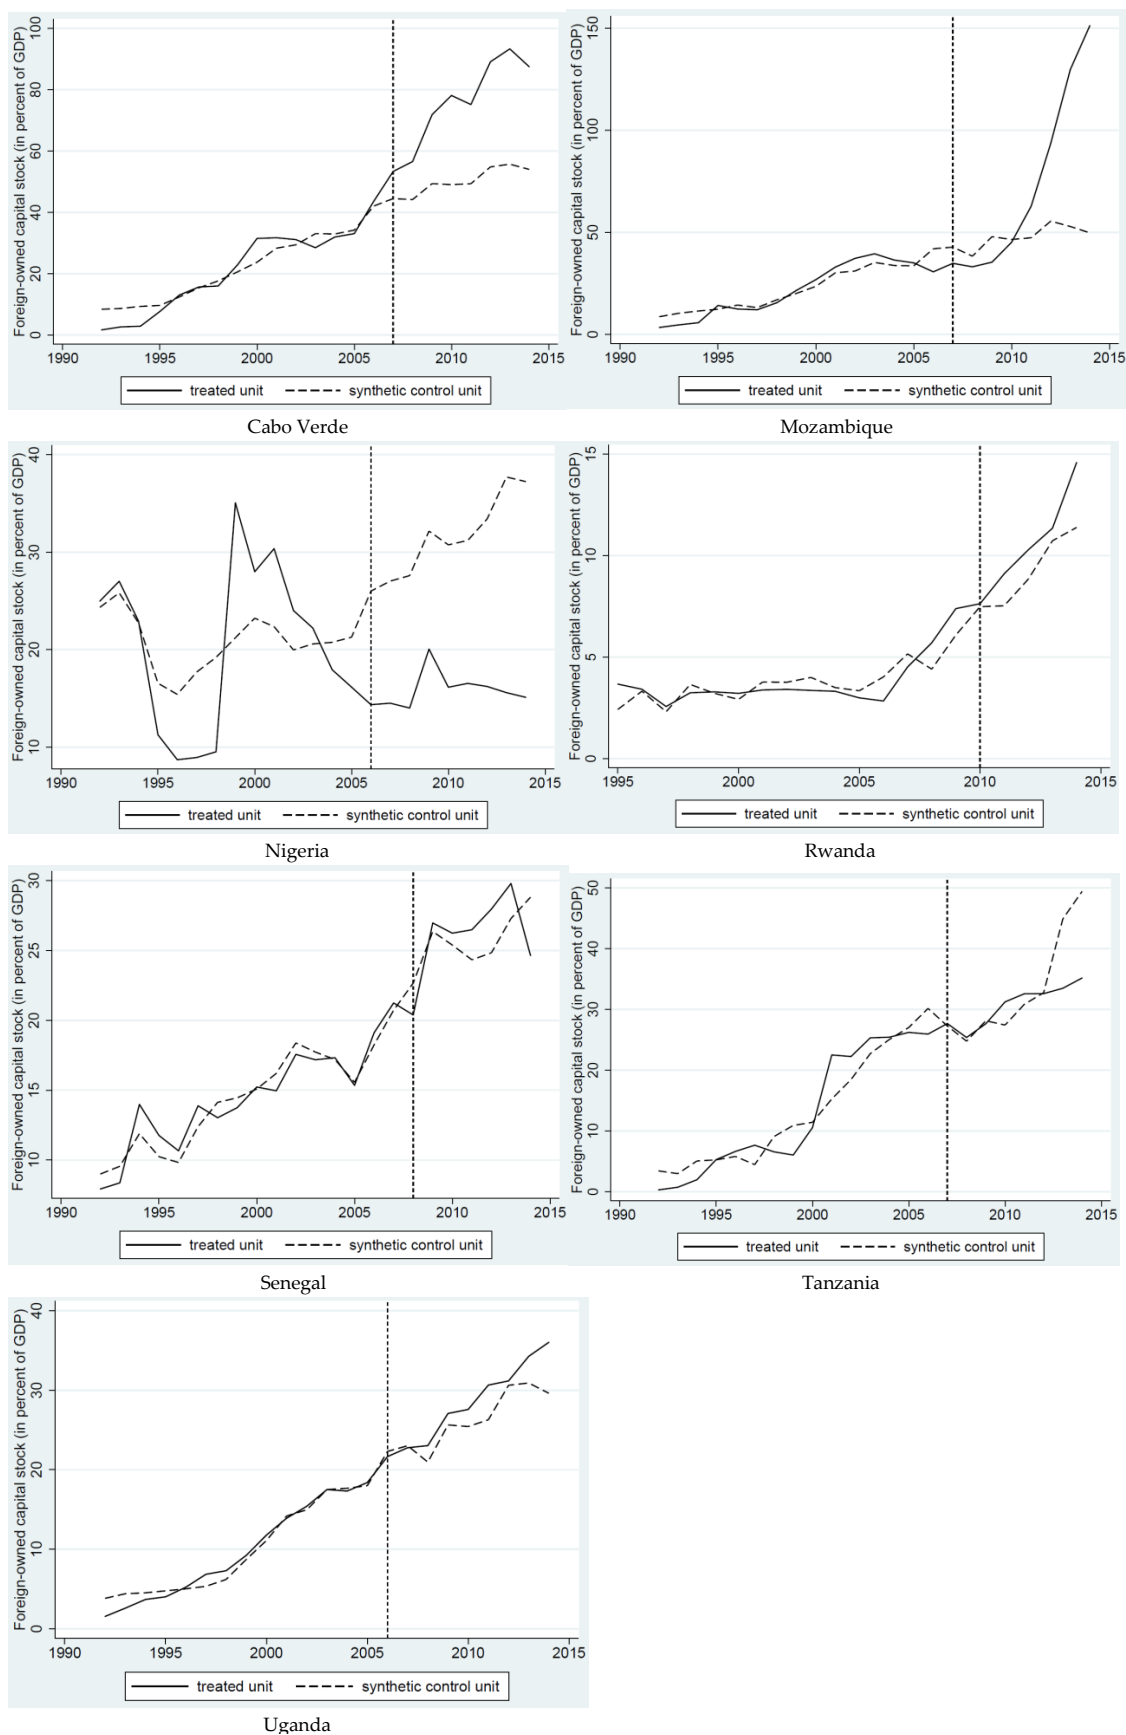 Foreign-owned capital stock (in percent of GDP)
100
80
60
40
20
0
1990 1995 2000 2005 2010 2015
treated unit synthetic control unit
Cabo Verde
Foreign-owned capital stock (in percent of GDP)
150
100
50
0
1990 1995 2000 2005 2010 2015
treated unit synthetic control unit
Mozambique
Foreign-owned capital stock (in percent of GDP)
40
30
20
10
1990 1995 2000 2005 2010 2015
treated unit synthetic control unit
Nigeria
Foreign-owned capital stock (in percent of GDP)
15
10
5
0
1995 2000 2005 2010 2015
treated unit synthetic control unit
Rwanda
Foreign-owned capital stock (in percent of GDP)
30
25
20
15
10
1990 1995 2000 2005 2010 2015
treated unit synthetic control unit
Senegal
Foreign-owned capital stock (in percent of GDP)
50
40
30
20
10
0
1990 1995 2000 2005 2010 2015
treated unit synthetic control unit
Tanzania
Foreign-owned capital stock (in percent of GDP)
40
30
20
10
0
1990 1995 2000 2005 2010 2015
treated unit synthetic control unit
Uganda